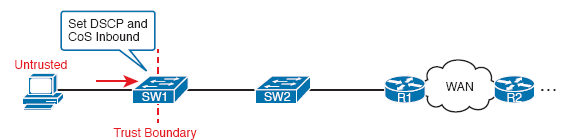 Set DSCP and
CoS Inbound
Untrusted
SW1
SW2
R1
WAN
R2
...
Trust Boundary